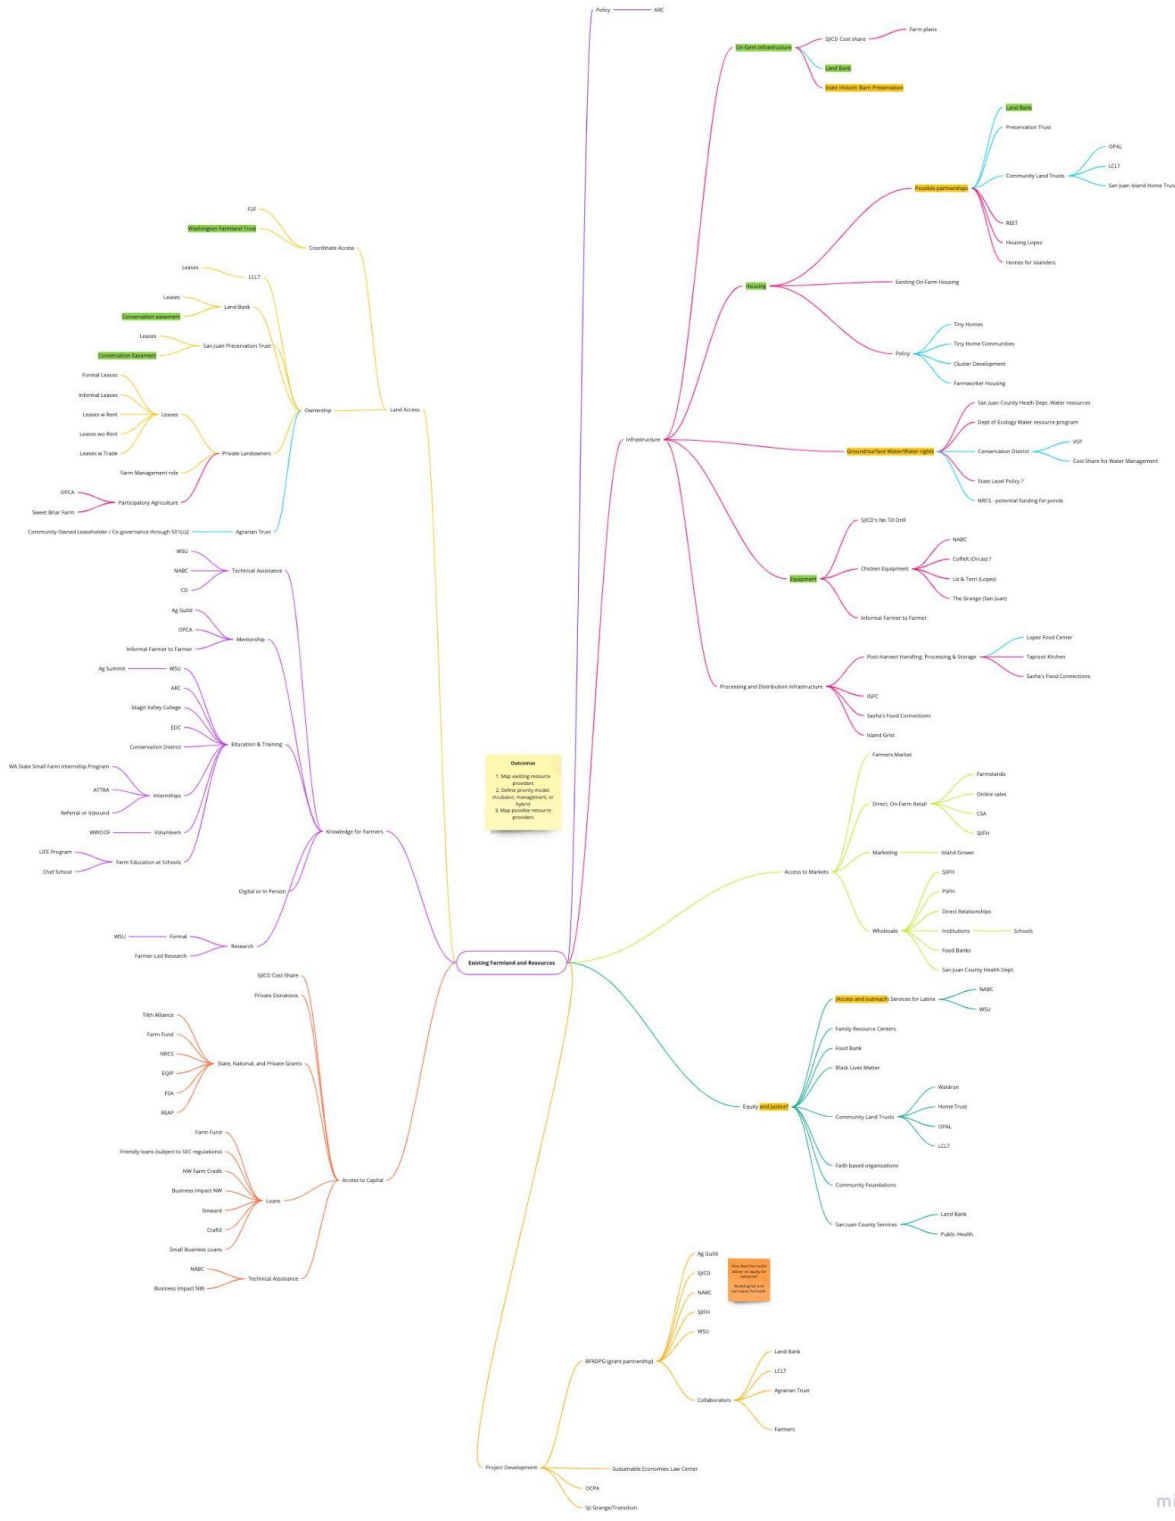 Policy
ARC
On-farm infrastructure
SJICD Cost share
Farm plans
Land Bank
State Historic Barn Preservation
Infrastructure
Housing
Possible partnerships
Land Bank
Preservation Trust
Community Land Trusts
OPAL
LCLT
San Juan Island Home Trust
REET
Housing Lopez
Homes for Islanders
Existing On-Farm Housing
Policy
Tiny Homes
Tiny Home Communities
Cluster Development
Farmworker Housing
Ground/surface Water/Water rights
San Juan County Heath Dept. Water resources
Dept of Ecology Water resource program
Conservation District
VSP
Cost Share for Water Management
State Level Policy ?
NRCS - potential funding for ponds
Equipment
SJICD's No Till Drill
Chicken Equipment
NABC
Coffelt (Orcas) ?
Liz & Terri (Lopez)
The Grange (San Juan)
Informal Farmer to Farmer
Processing and Distribution Infrastructure
Post-Harvest Handling: Processing & Storage
Lopez Food Center
Taproot Kitchen
Sasha's Food Connections
IGFC
Sasha's Food Connections
Island Grist
Land Access
Coordinate Access
F2F
Washington Farmland Trust
Ownership
LCLT
Leases
Land Bank
Leases
Conservation easement
San Juan Preservation Trust
Leases
Conservation Easement
Private Landowners
Leases
Formal Leases
Informal Leases
Leases w Rent
Leases wo Rent
Leases w Trade
Farm Management role
Participatory Agriculture
OPCA
Sweet Briar Farm
Agrarian Trust
Community-Owned Leaseholder / Co-governance through 501(c)2
Knowledge for Farmers
Technical Assistance
WSU
NABC
CD
Mentorship
Ag Guild
OPCA
Informal Farmer to Farmer
Education & Training
WSU
Ag Summit
ARC
Skagit Valley College
EDC
Conservation District
Internships
WA State Small Farm Internship Program
ATTRA
Referral or Inbound
Volunteers
WWOOF
Farm Education at Schools
LIFE Program
Chef School
Digital or In Person
Research
Formal
WSU
Farmer-Led Research
Outcomes
1. Map existing resource
providers
2. Define priority model:
incubator, management, or
hybrid
3. Map possible resource
providers
Existing Farmland and Resources
Access to Markets
Farmers Market
Direct, On-Farm Retail
Farmstands
Online sales
CSA
SJIFH
Marketing
Island Grown
Wholesale
SJIFH
PSFH
Direct Relationships
Institutions
Schools
Food Banks
San Juan County Health Dept.
Equity and Justice?
(Access and outreach) Services for Latinx
NABC
WSU
Family Resource Centers
Food Bank
Black Lives Matter
Community Land Trusts
Waldron
Home Trust
OPAL
LCLT
Faith based organizations
Community Foundations
San Juan County Services
Land Bank
Public Health
Access to Capital
SJICD Cost Share
Private Donations
State, National, and Private Grants
Tilth Alliance
Farm Fund
NRCS
EQIP
FSA
REAP
Loans
Farm Fund
Friendly loans (subject to SEC regulations)
NW Farm Credit
Business Impact NW
Steward
Craft3
Small Business Loans
Technical Assistance
NABC
Business Impact NW
Project Development
BFRDPG (grant partnership)
Ag Guild
SJICD
NABC
SJIFH
WSU
Collaborators
Land Bank
LCLT
Agrarian Trust
Farmers
Sustainable Economies Law Center
OCPA
SJI Grange/Transition
How does the model
deliver on equity for
everyone?
mi